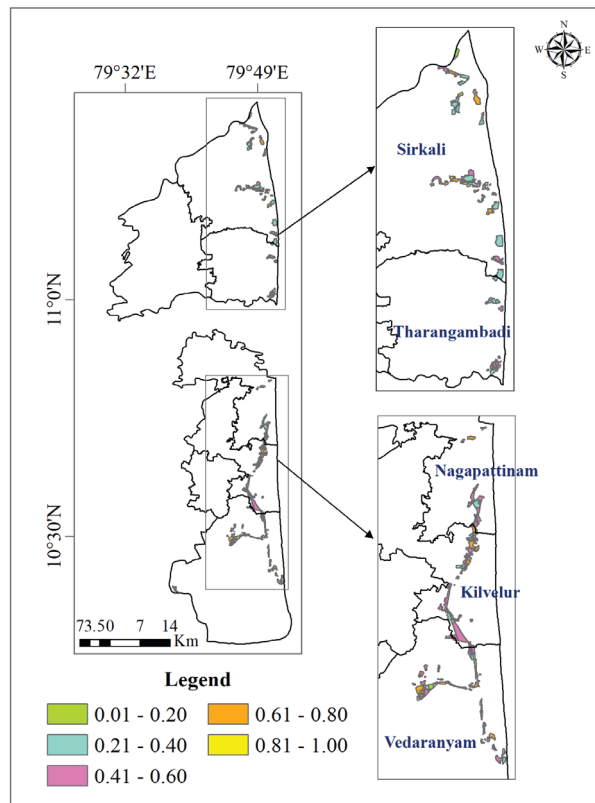 N
W E
S
79°32'E 79°49'E
Sirkali
11°0'N
Tharangambadi
Nagapattinam
10°30'N
Kilvelur
73.50 7 14
Km
Vedaranyam
Legend
0.01 - 0.20 0.61 - 0.80
0.21 - 0.40 0.81 - 1.00
0.41 - 0.60